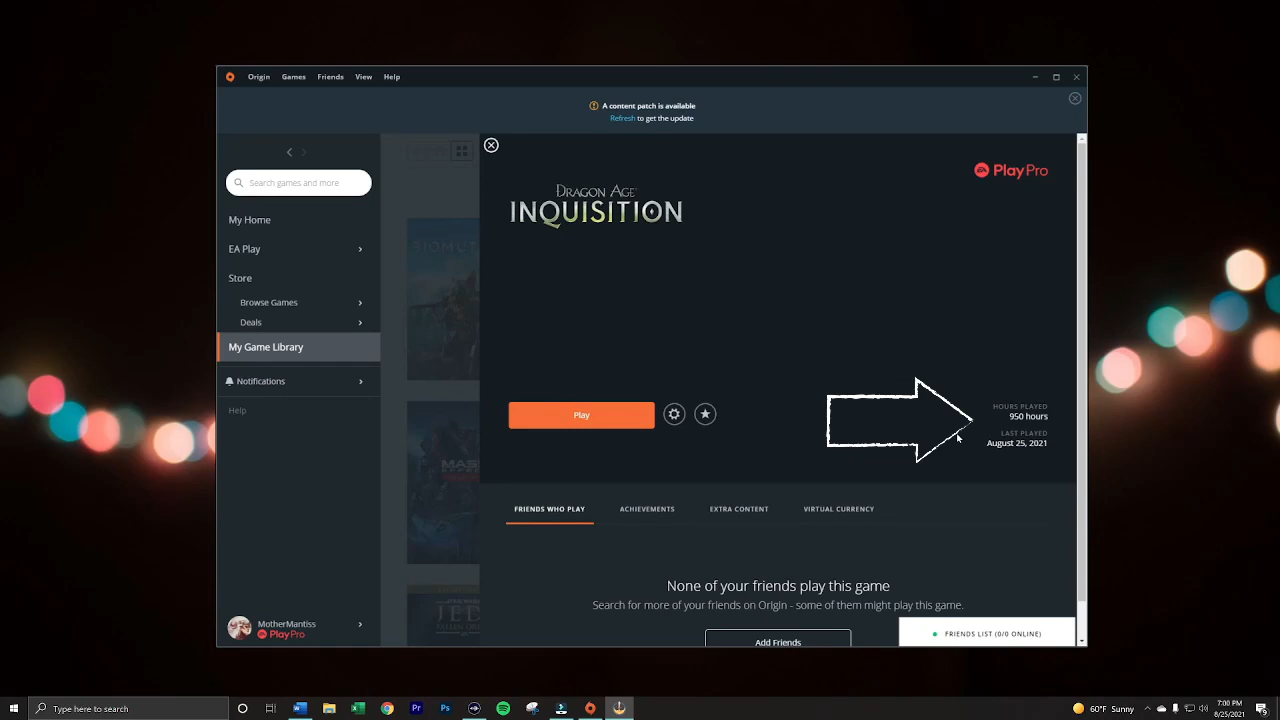 Origin Games Friends View Help
A content patch is available
Refresh to get the update
Search games and more
My Home
EA Play
Store
Browse Games
Deals
My Game Library
Notifications
Help
MotherMantiss
EA Play Pro
EA Play Pro
DRAGON AGE
INQUISITION
Play
HOURS PLAYED
950 hours
LAST PLAYED
August 25, 2021
FRIENDS WHO PLAY ACHIEVEMENTS EXTRA CONTENT VIRTUAL CURRENCY
None of your friends play this game
Search for more of your friends on Origin - some of them might play this game.
Add Friends
FRIENDS LIST (0/0 ONLINE)
Type here to search
69°F Sunny
7:00 PM
8/25/2021